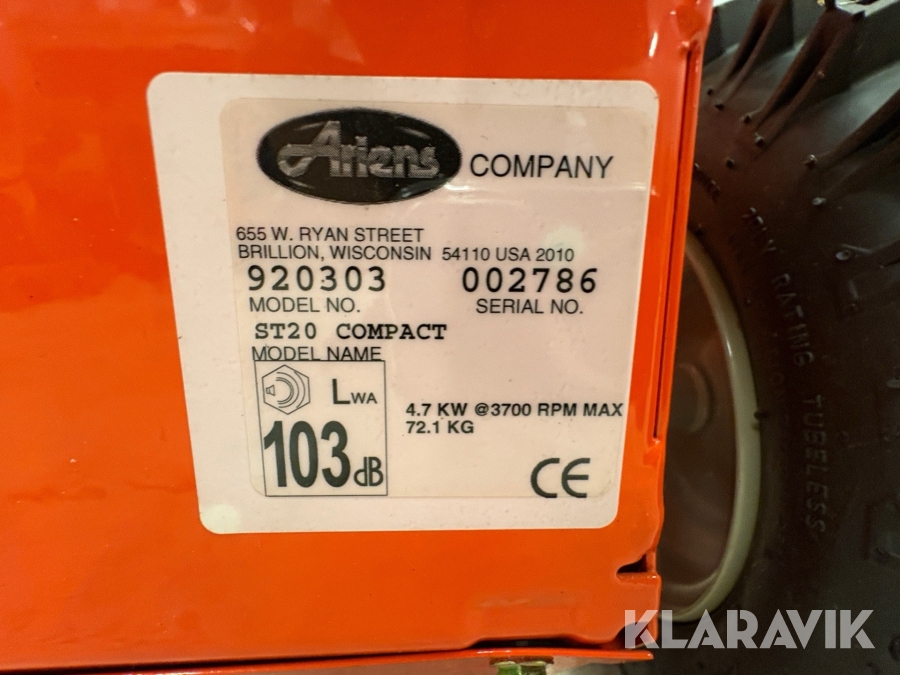 Ariens COMPANY
655 W. RYAN STREET
BRILLION, WISCONSIN 54110 USA 2010
920303 002786
MODEL NO. SERIAL NO.
ST20 COMPACT
MODEL NAME
LWA
103dB
4.7 KW @3700 RPM MAX
72.1 KG
CE
RATING TUBELESS
KLARAVIK